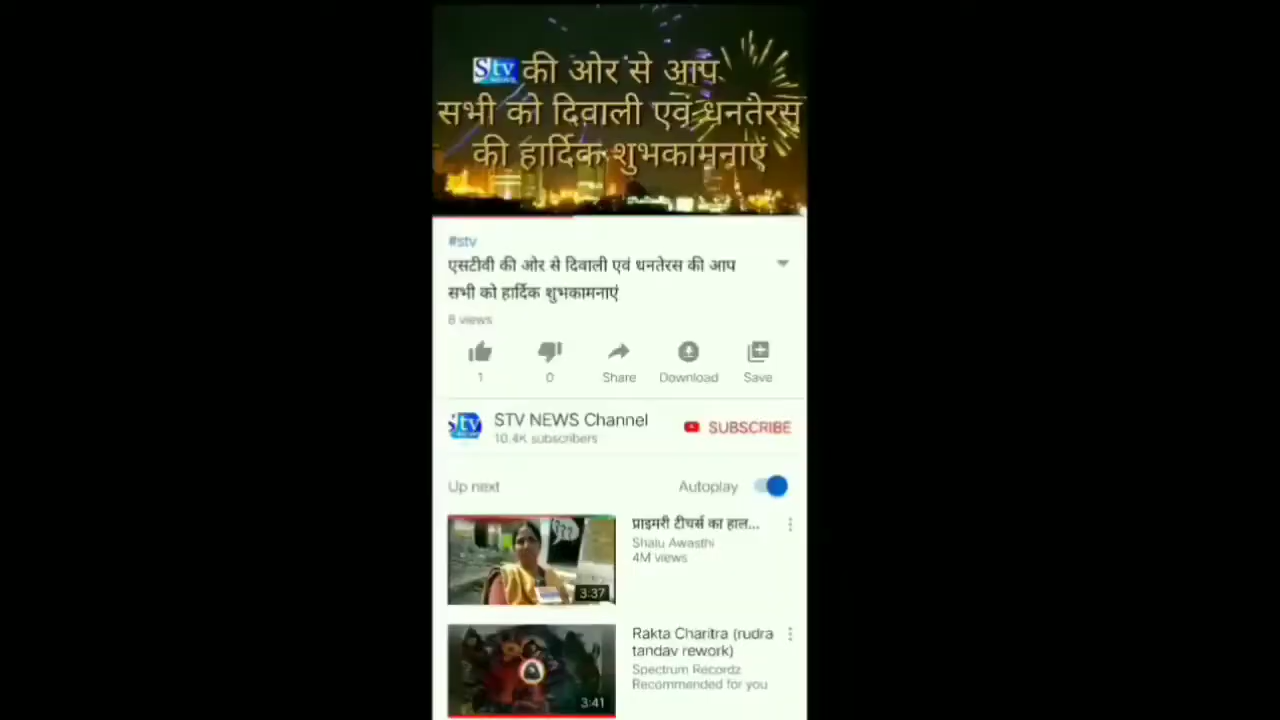 Stv NEWS की ओर से आप
सभी को दिवाली एवं धनतेरस
की हार्दिक शुभकामनाएं
#stv
एसटीवी की ओर से दिवाली एवं धनतेरस की आप
सभी को हार्दिक शुभकामनाएं
8 views
1
0
Share
Download
Save
Stv
STV NEWS Channel
10.4K subscribers
SUBSCRIBE
Up next
Autoplay
???
3:37
प्राइमरी टीचर्स का हाल...
Shalu Awasthi
4M views
3:41
Rakta Charitra (rudra
tandav rework)
Spectrum Recordz
Recommended for you